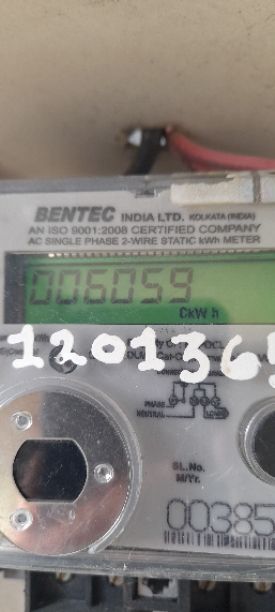 BENTEC INDIA LTD. KOLKATA (INDIA)
AN ISO 9001:2008 CERTIFIED COMPANY
AC SINGLE PHASE 2-WIRE STATIC kWh METER
006059
CkW h
120136
PHASE
NEUTRAL
LOAD
SL.No.
M/Yr.
00385